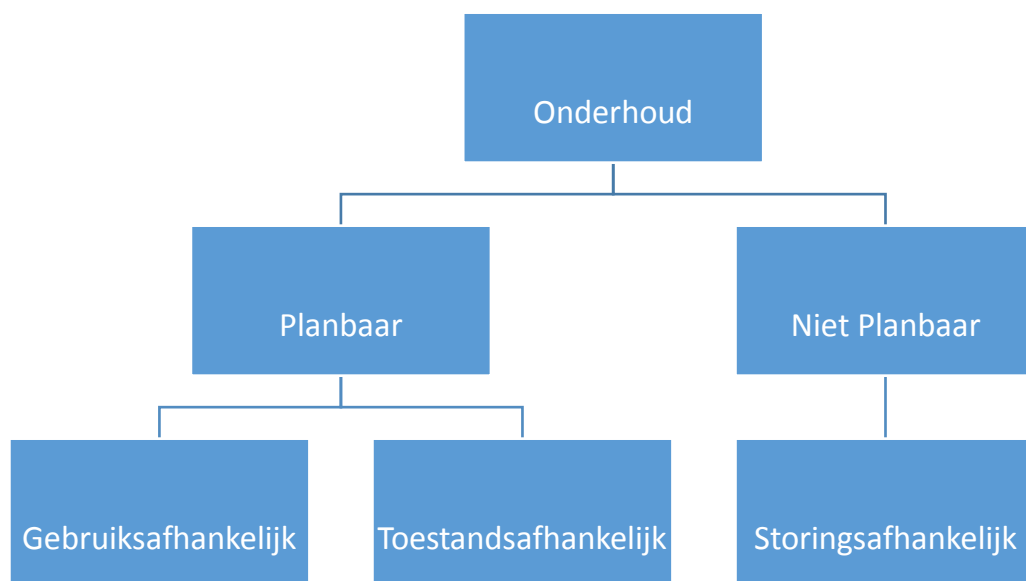 Onderhoud
Planbaar
Niet Planbaar
Gebruiksafhankelijk
Toestandsafhankelijk
Storingsafhankelijk